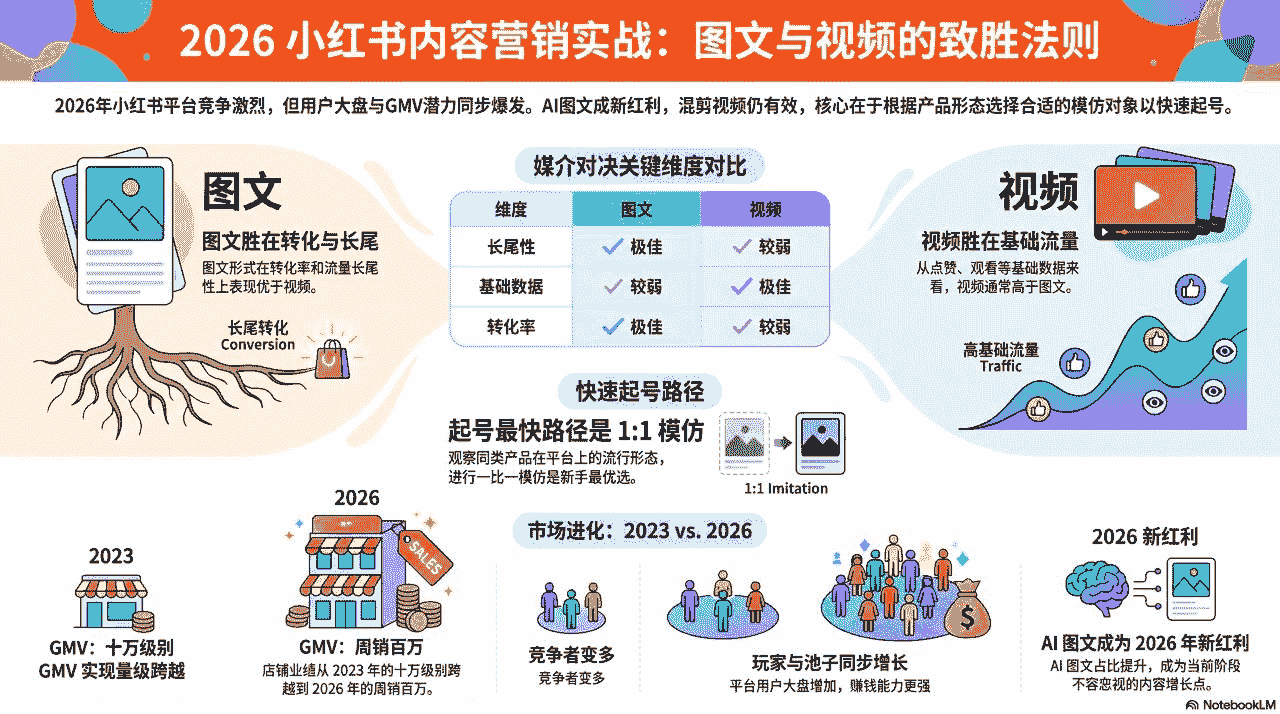 2026 小红书内容营销实战：图文与视频的致胜法则
2026年小红书平台竞争激烈，但用户大盘与GMV潜力同步爆发。AI图文成新红利，混剪视频仍有效，核心在于根据产品形态选择合适的模仿对象以快速起号。
图文
图文胜在转化与长尾
图文形式在转化率和流量长尾
性上表现优于视频。
长尾转化
Conversion
媒介对决关键维度对比
维度 图文 视频
长尾性 极佳 较弱
基础数据 较弱 极佳
转化率 极佳 较弱
视频
视频胜在基础流量
从点赞、观看等基础数据来
看，视频通常高于图文。
高基础流量
Traffic
快速起号路径
起号最快路径是 1:1 模仿
观察同类产品在平台上的流行形态，
进行一比一模仿是新手最优选。
1:1 Imitation
市场进化：2023 vs. 2026
2023
GMV：十万级别
GMV 实现量级跨越
2026
SALES
GMV：周销百万
店铺业绩从 2023 年的十万级别跨
越到 2026 年的周销百万。
竞争者变多
竞争者变多
$
玩家与池子同步增长
平台用户大盘增加，赚钱能力更强
2026 新红利
AI 图文成为 2026 年新红利
AI 图文占比提升，成为当前阶段
不容忽视的内容增长点。
NotebookLM